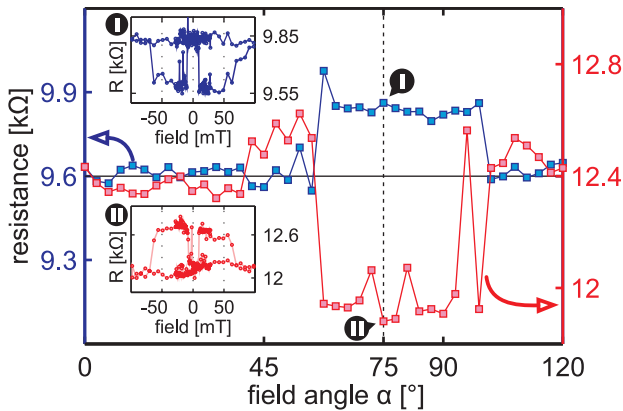 I
R [kΩ]
9.85
9.55
-50 0 50
field [mT]
II
R [kΩ]
12.6
12
-50 0 50
field [mT]
resistance [kΩ]
9.9
9.6
9.3
12.8
12.4
12
I
II
0 45 75 90 120
field angle α [°]